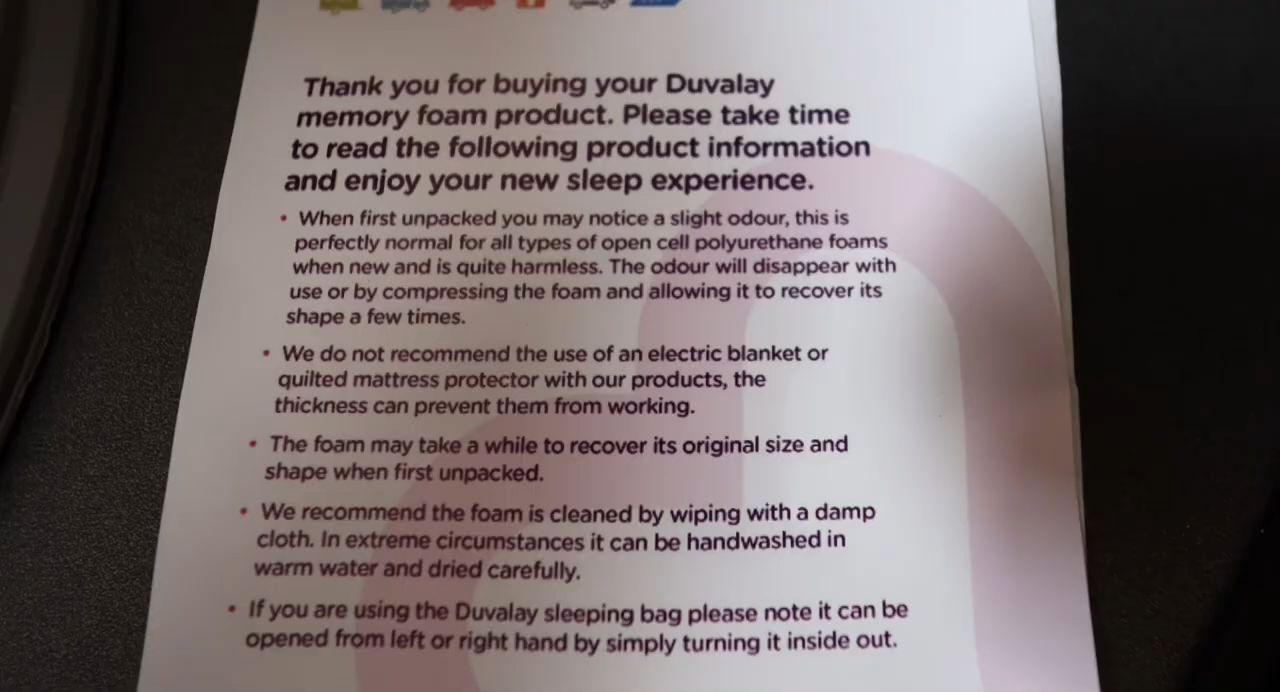 Thank you for buying your Duvalay
memory foam product. Please take time
to read the following product information
and enjoy your new sleep experience.
• When first unpacked you may notice a slight odour, this is
perfectly normal for all types of open cell polyurethane foams
when new and is quite harmless. The odour will disappear with
use or by compressing the foam and allowing it to recover its
shape a few times.
• We do not recommend the use of an electric blanket or
quilted mattress protector with our products, the
thickness can prevent them from working.
• The foam may take a while to recover its original size and
shape when first unpacked.
• We recommend the foam is cleaned by wiping with a damp
cloth. In extreme circumstances it can be handwashed in
warm water and dried carefully.
• If you are using the Duvalay sleeping bag please note it can be
opened from left or right hand by simply turning it inside out.